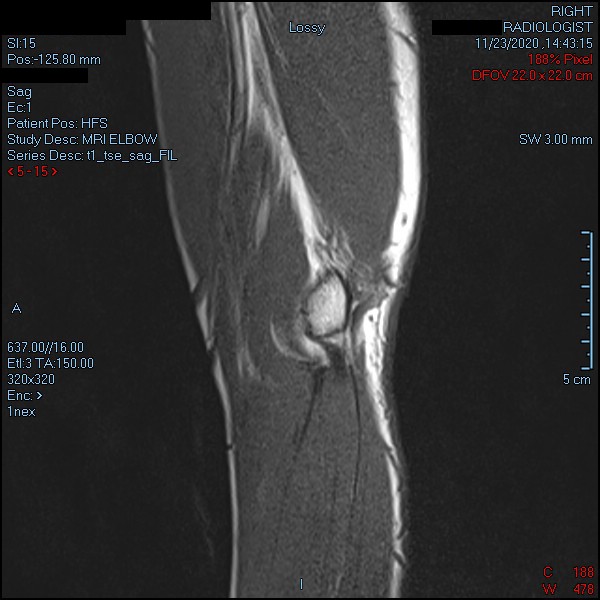 RIGHT
Lossy
RADIOLOGIST
SI:15
11/23/2020 ,14:43:15
Pos:-125.80 mm
188% Pixel
DFOV 22.0 x 22.0 cm
Sag
Ec:1
Patient Pos: HFS
Study Desc: MRI ELBOW
SW 3.00 mm
Series Desc: t1_tse_sag_FIL
< 5 - 15 >
A
637.00//16.00
Etl:3 TA:150.00
320x320
5 cm
Enc: >
1nex
I
C 188
W 478